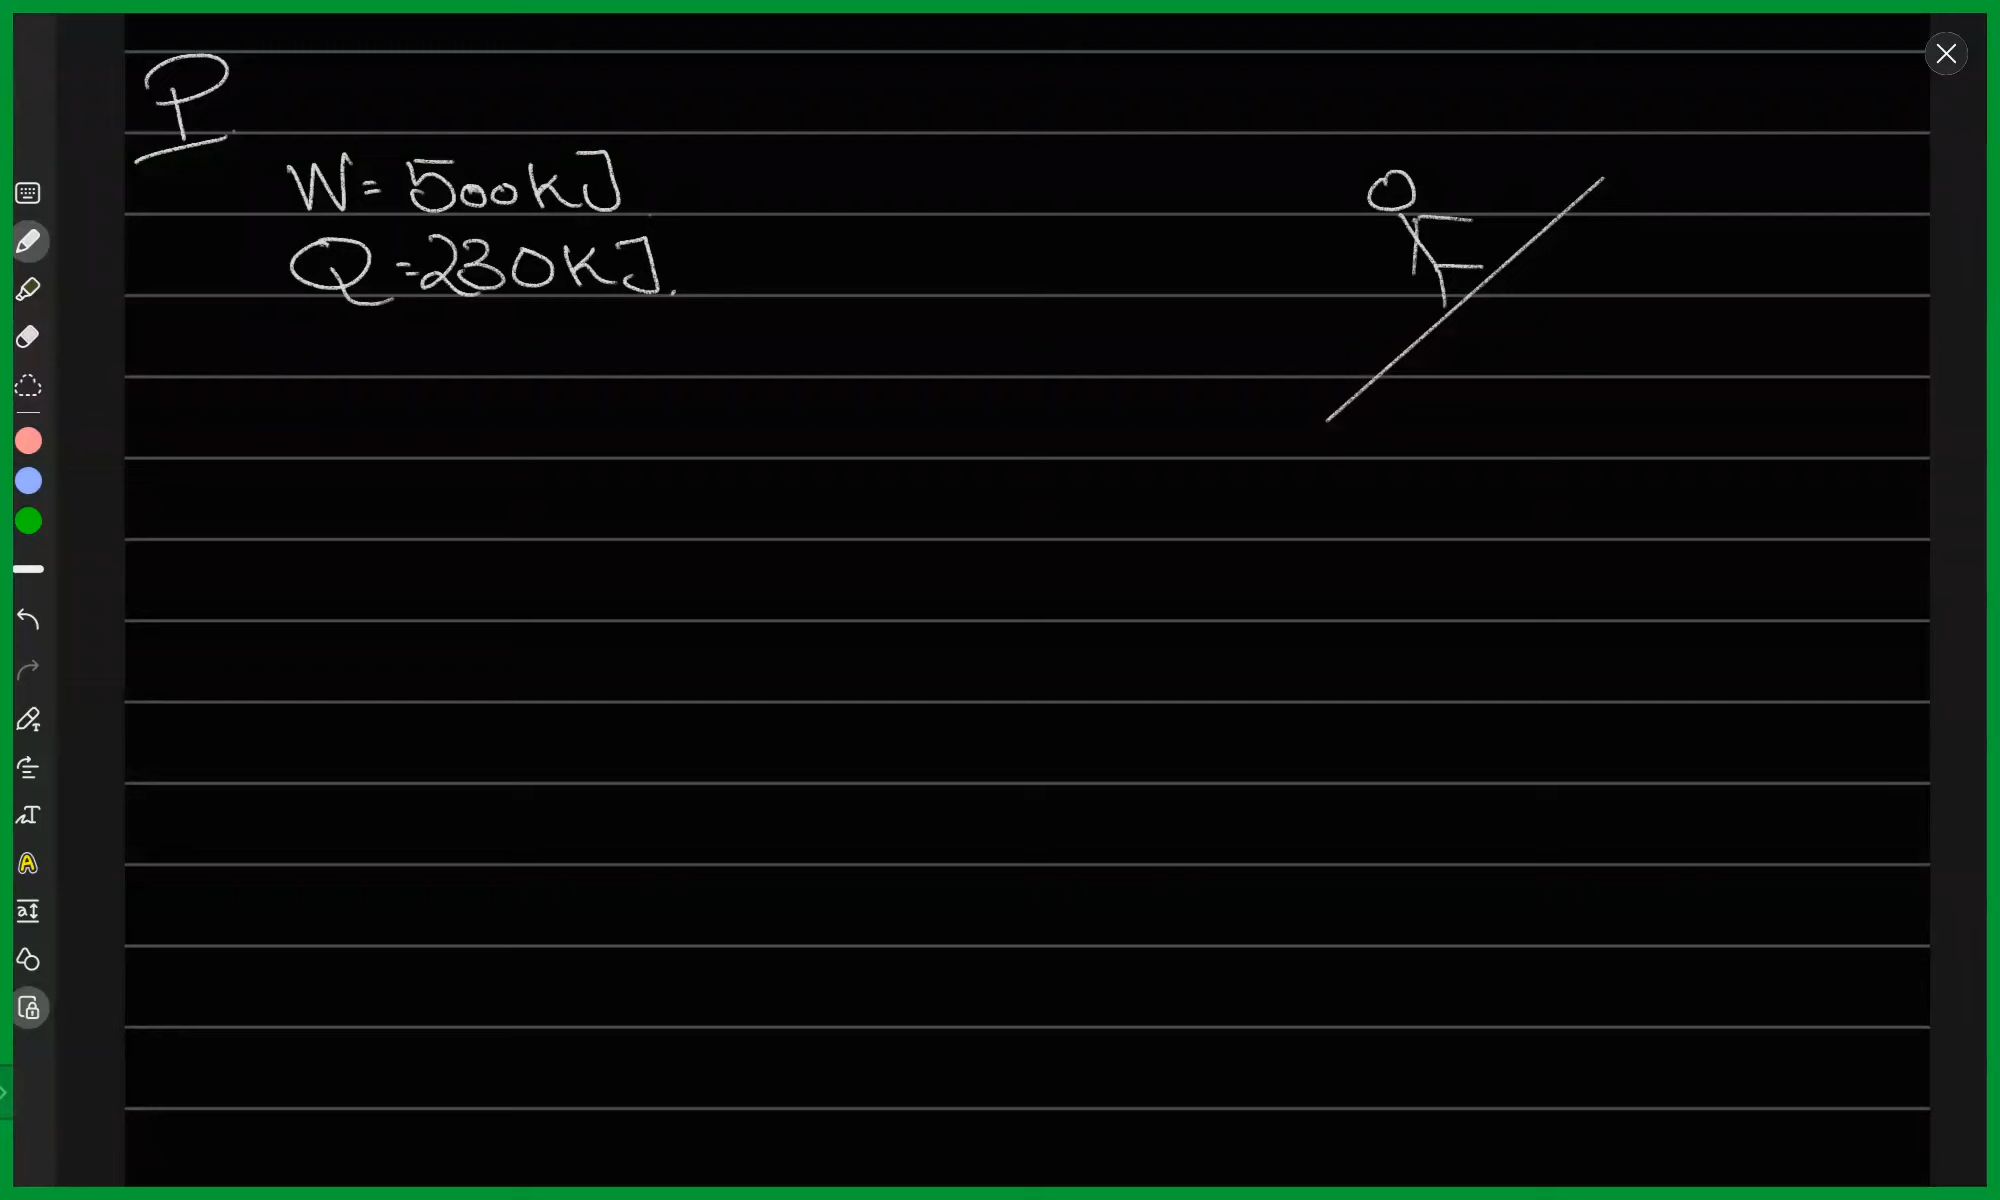 P
W = 500kJ
Q = 230kJ.